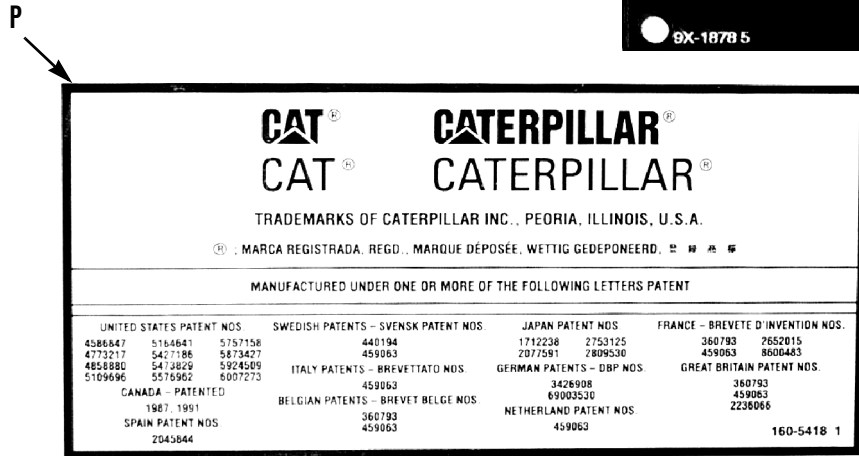 P
9X-1878 5
CAT® CATERPILLAR®
CAT® CATERPILLAR®
TRADEMARKS OF CATERPILLAR INC., PEORIA, ILLINOIS, U.S.A.
® : MARCA REGISTRADA, REGD., MARQUE DÉPOSÉE, WETTIG GEDEPONEERD,
MANUFACTURED UNDER ONE OR MORE OF THE FOLLOWING LETTERS PATENT
UNITED STATES PATENT NOS
4586847 5164641 5757158
4773217 5427186 5873427
4858880 5473829 5924509
5109696 5576962 6007273
CANADA – PATENTED
1987, 1991
SPAIN PATENT NOS
2045844
SWEDISH PATENTS – SVENSK PATENT NOS.
440194
459063
ITALY PATENTS – BREVETTATO NOS.
459063
BELGIAN PATENTS – BREVET BELGE NOS.
360793
459063
JAPAN PATENT NOS
1712238 2753125
2077591 2809530
GERMAN PATENTS – DBP NOS.
3426908
69003530
NETHERLAND PATENT NOS.
459063
FRANCE – BREVETE D'INVENTION NOS.
360793 2652015
459063 8600483
GREAT BRITAIN PATENT NOS.
360793
459063
2236066
160-5418 1